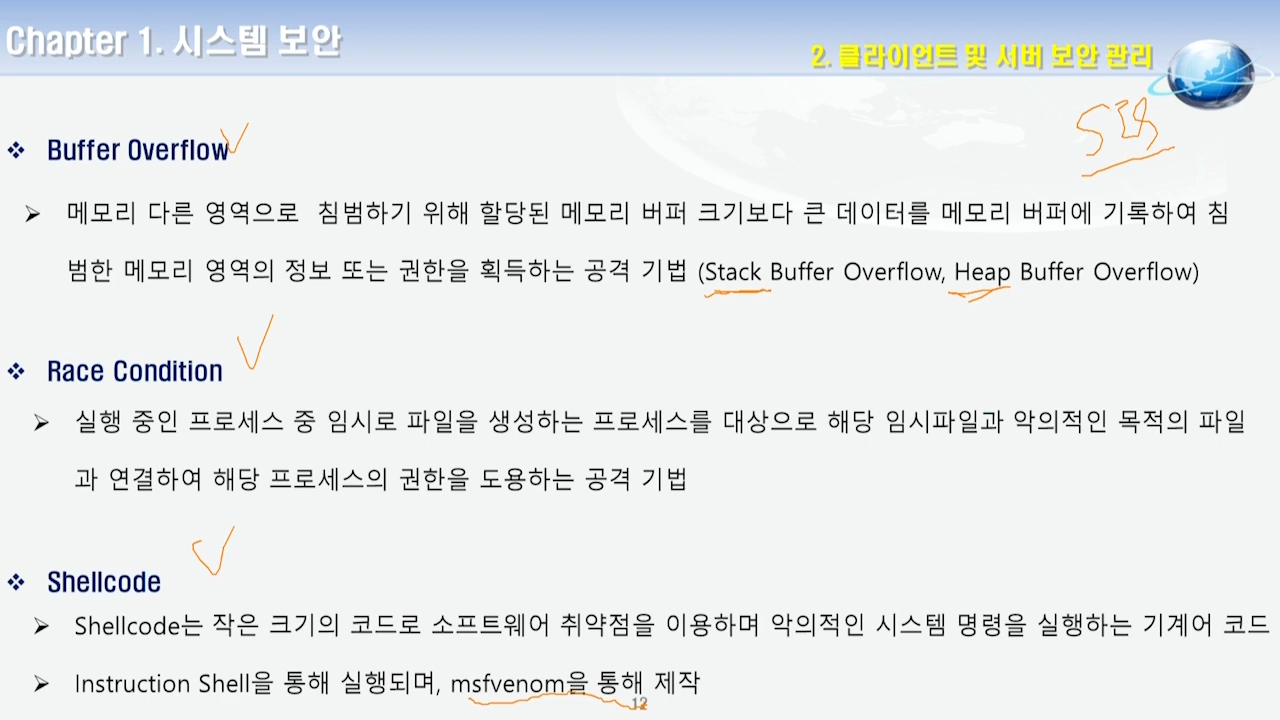 Chapter 1. 시스템 보안
2. 클라이언트 및 서버 보안 관리
❖ Buffer Overflow
➢ 메모리 다른 영역으로 침범하기 위해 할당된 메모리 버퍼 크기보다 큰 데이터를 메모리 버퍼에 기록하여 침
범한 메모리 영역의 정보 또는 권한을 획득하는 공격 기법 (Stack Buffer Overflow, Heap Buffer Overflow)
❖ Race Condition
➢ 실행 중인 프로세스 중 임시로 파일을 생성하는 프로세스를 대상으로 해당 임시파일과 악의적인 목적의 파일
과 연결하여 해당 프로세스의 권한을 도용하는 공격 기법
❖ Shellcode
➢ Shellcode는 작은 크기의 코드로 소프트웨어 취약점을 이용하며 악의적인 시스템 명령을 실행하는 기계어 코드
➢ Instruction Shell을 통해 실행되며, msfvenom을 통해 제작
12